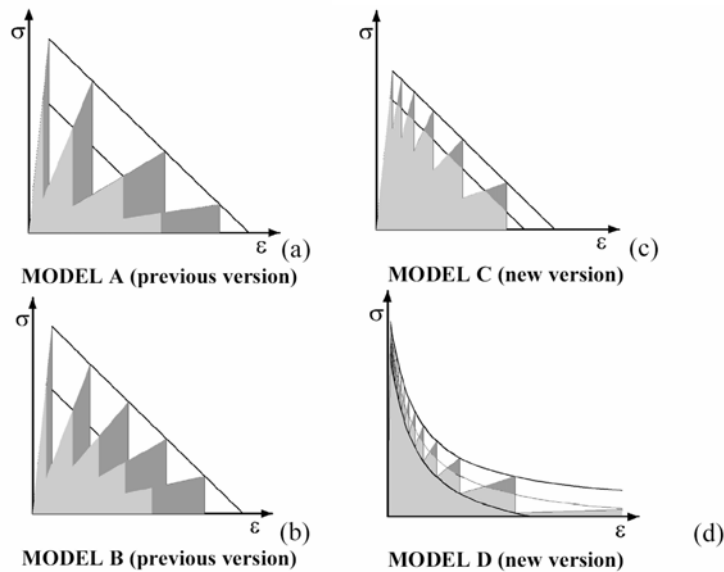 σ
ε
(a)
MODEL A (previous version)
σ
ε
(c)
MODEL C (new version)
σ
ε
(b)
MODEL B (previous version)
σ
ε
(d)
MODEL D (new version)